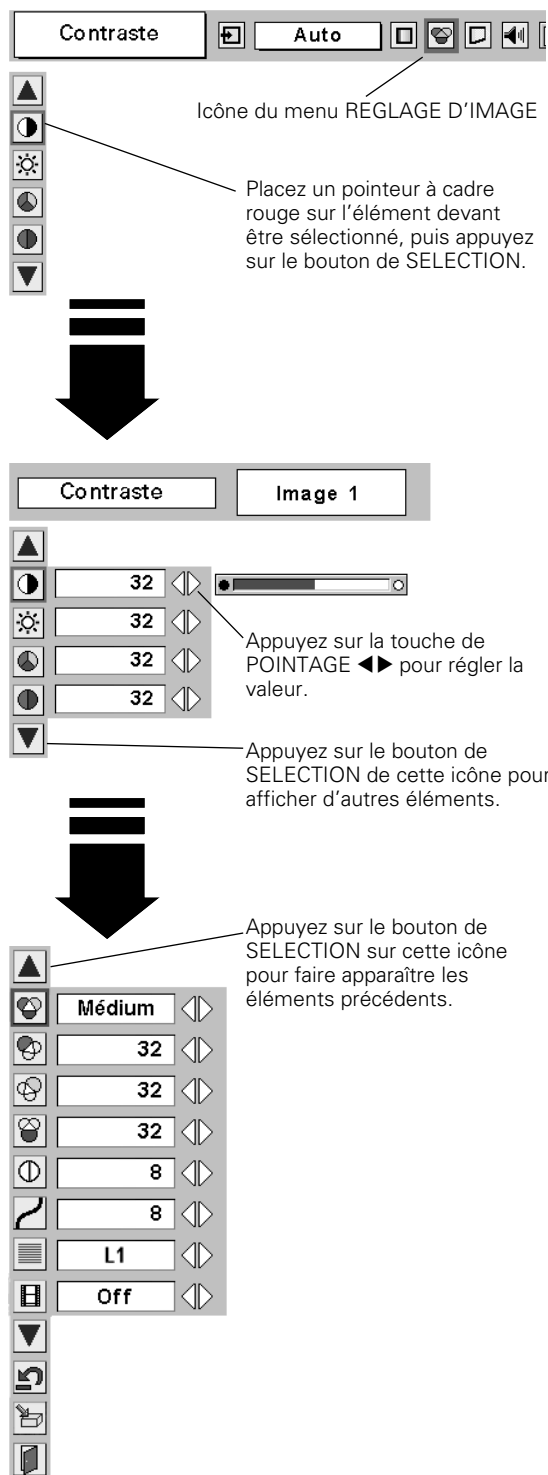 Contraste Auto
Icône du menu REGLAGE D’IMAGE
Placez un pointeur à cadre
rouge sur l’élément devant
être sélectionné, puis appuyez
sur le bouton de SELECTION.
Contraste Image 1
32
32
32
32
Appuyez sur la touche de
POINTAGE ◀▶ pour régler la
valeur.
Appuyez sur le bouton de
SELECTION de cette icône pour
afficher d’autres éléments.
Appuyez sur le bouton de
SELECTION sur cette icône
pour faire apparaître les
éléments précédents.
Médium
32
32
32
8
8
L1
Off